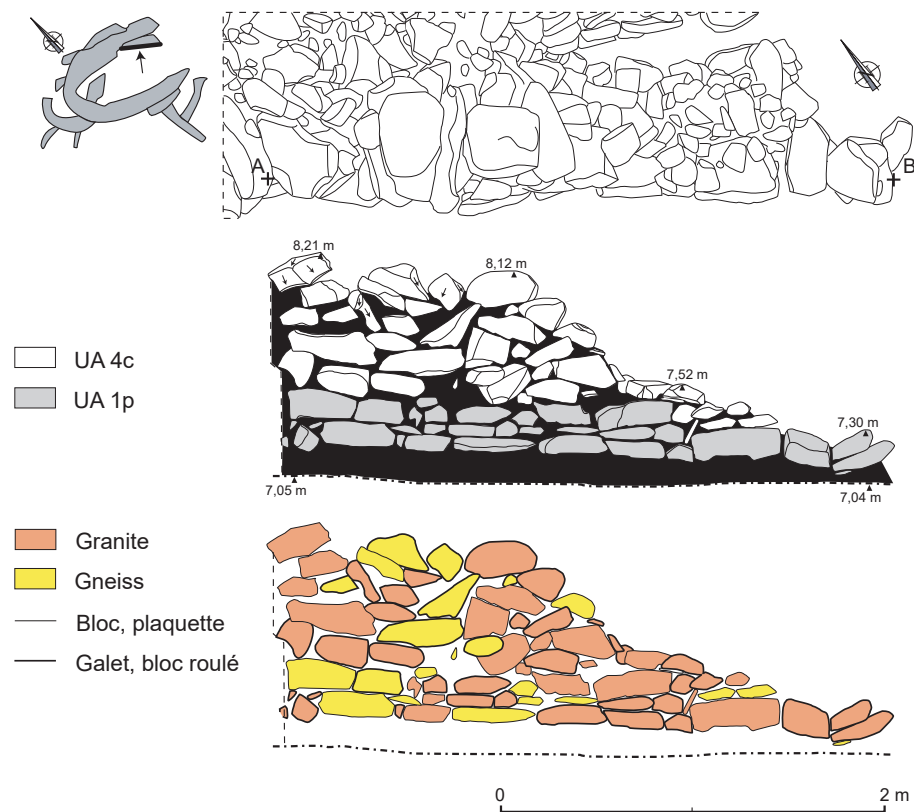 A
B
8,21 m
8,12 m
UA 4c
7,52 m
UA 1p
7,30 m
7,05 m
7,04 m
Granite
Gneiss
Bloc, plaquette
Galet, bloc roulé
0
2 m